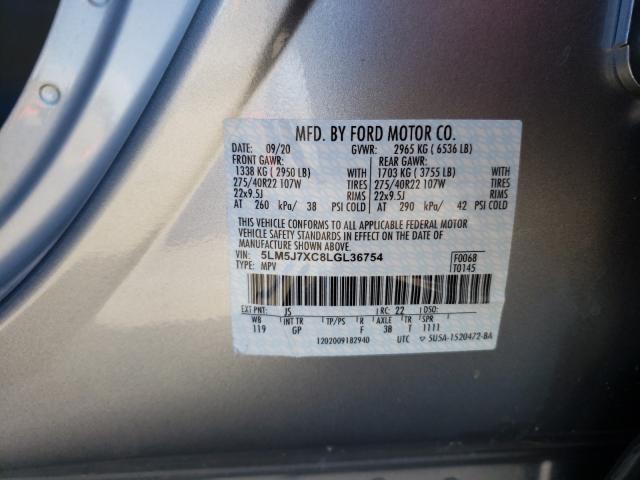 MFD. BY FORD MOTOR CO.
DATE: 09/20 GVWR: 2965 KG ( 6536 LB)
FRONT GAWR: REAR GAWR:
1338 KG ( 2950 LB) WITH 1703 KG ( 3755 LB) WITH
275/40R22 107W TIRES 275/40R22 107W TIRES
22x9.5J RIMS 22x9.5J RIMS
AT 260 kPa/ 38 PSI COLD AT 290 kPa/ 42 PSI COLD
THIS VEHICLE CONFORMS TO ALL APPLICABLE FEDERAL MOTOR
VEHICLE SAFETY STANDARDS IN EFFECT ON THE DATE OF
MANUFACTURE SHOWN ABOVE.
VIN: 5LM5J7XC8LGL36754 F0068
TYPE: MPV T0145
EXT PNT: JS RC: 22 DSO:
WB INT TR TP/PS R AXLE TR SPR
119 GP F 3B T 1111
1202009182940 UTC ▽ 5U5A-1520472-BA